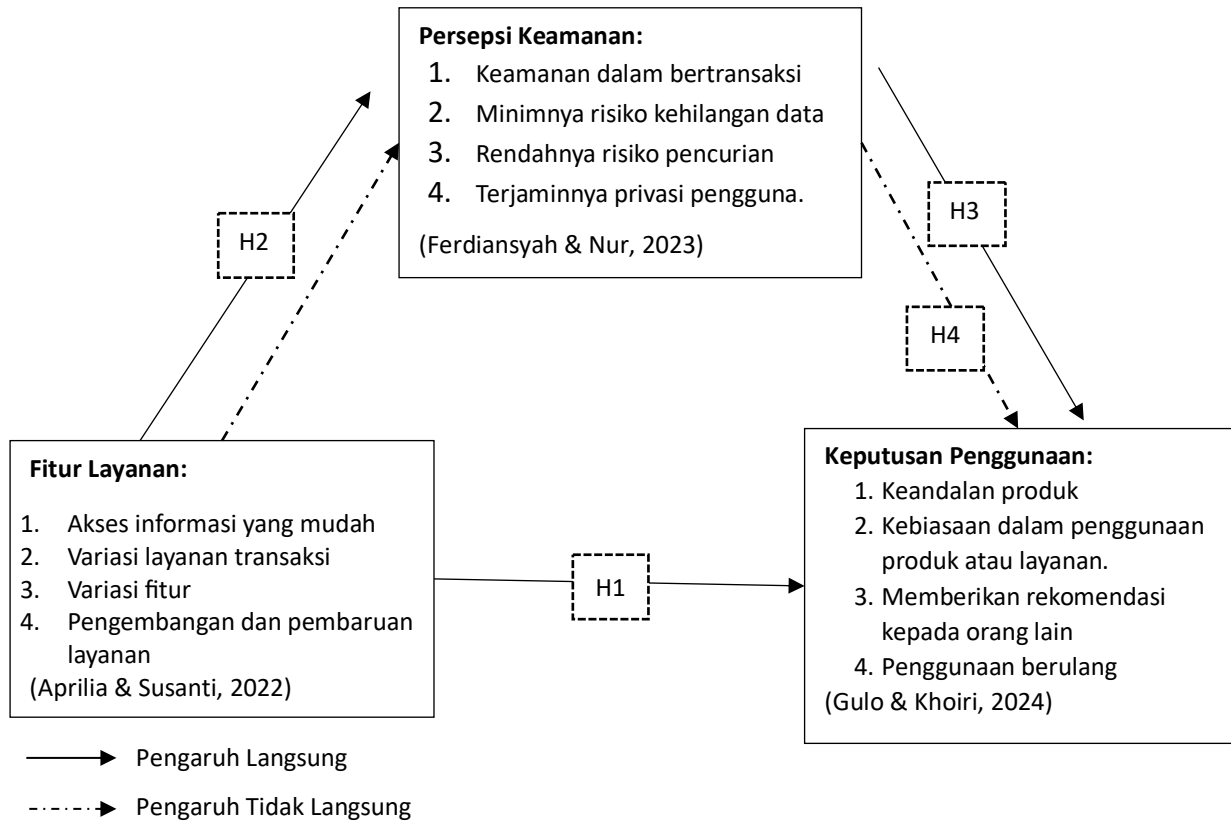 Persepsi Keamanan:
1. Keamanan dalam bertransaksi
2. Minimnya risiko kehilangan data
3. Rendahnya risiko pencurian
4. Terjaminnya privasi pengguna.
(Ferdiansyah & Nur, 2023)
H2
H3
H4
Fitur Layanan:
1. Akses informasi yang mudah
2. Variasi layanan transaksi
3. Variasi fitur
4. Pengembangan dan pembaruan
layanan
(Aprilia & Susanti, 2022)
H1
Keputusan Penggunaan:
1. Keandalan produk
2. Kebiasaan dalam penggunaan
produk atau layanan.
3. Memberikan rekomendasi
kepada orang lain
4. Penggunaan berulang
(Gulo & Khoiri, 2024)
Pengaruh Langsung
Pengaruh Tidak Langsung